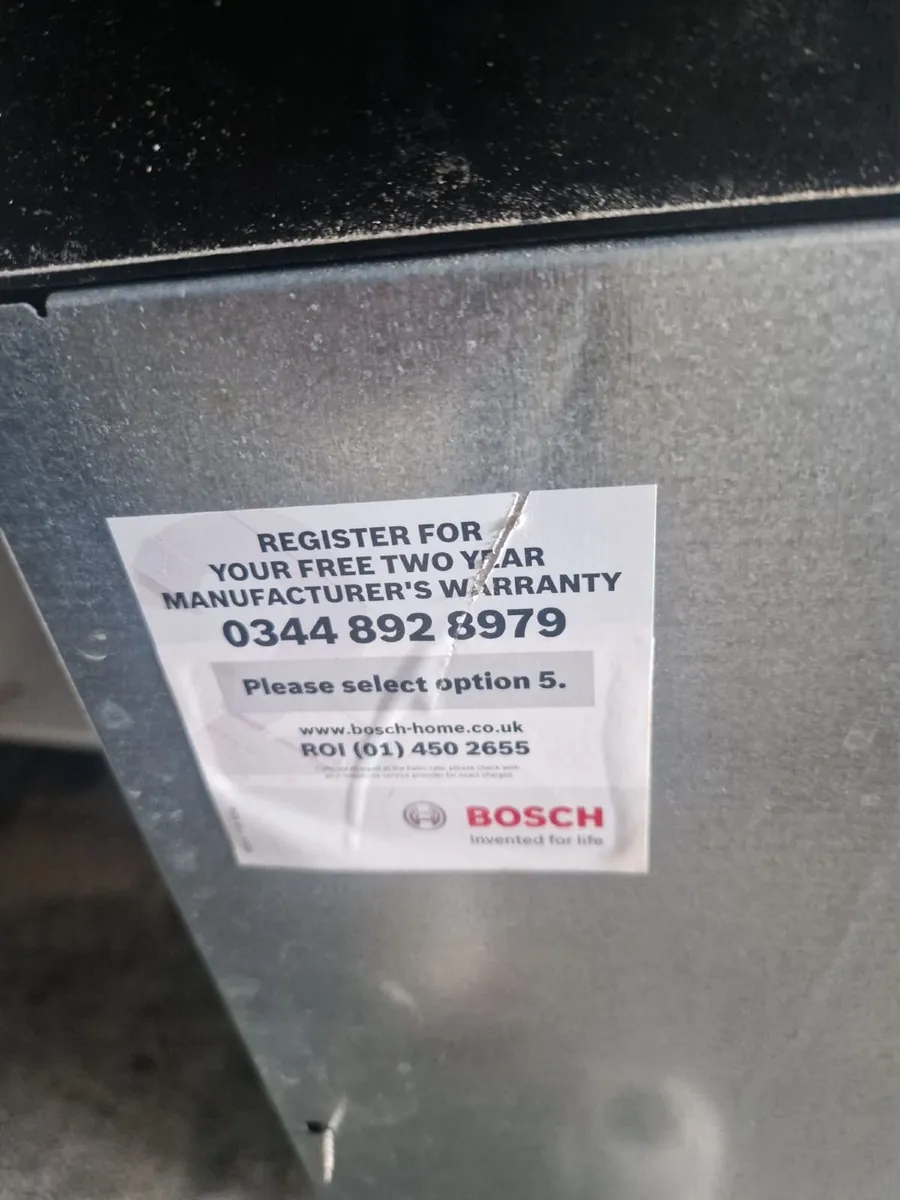 REGISTER FOR
YOUR FREE TWO YEAR
MANUFACTURER'S WARRANTY
0344 892 8979
Please select option 5.
www.bosch-home.co.uk
ROI (01) 450 2655
BOSCH
Invented for life